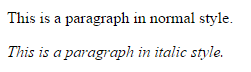 This is a paragraph in normal style.
This is a paragraph in italic style.